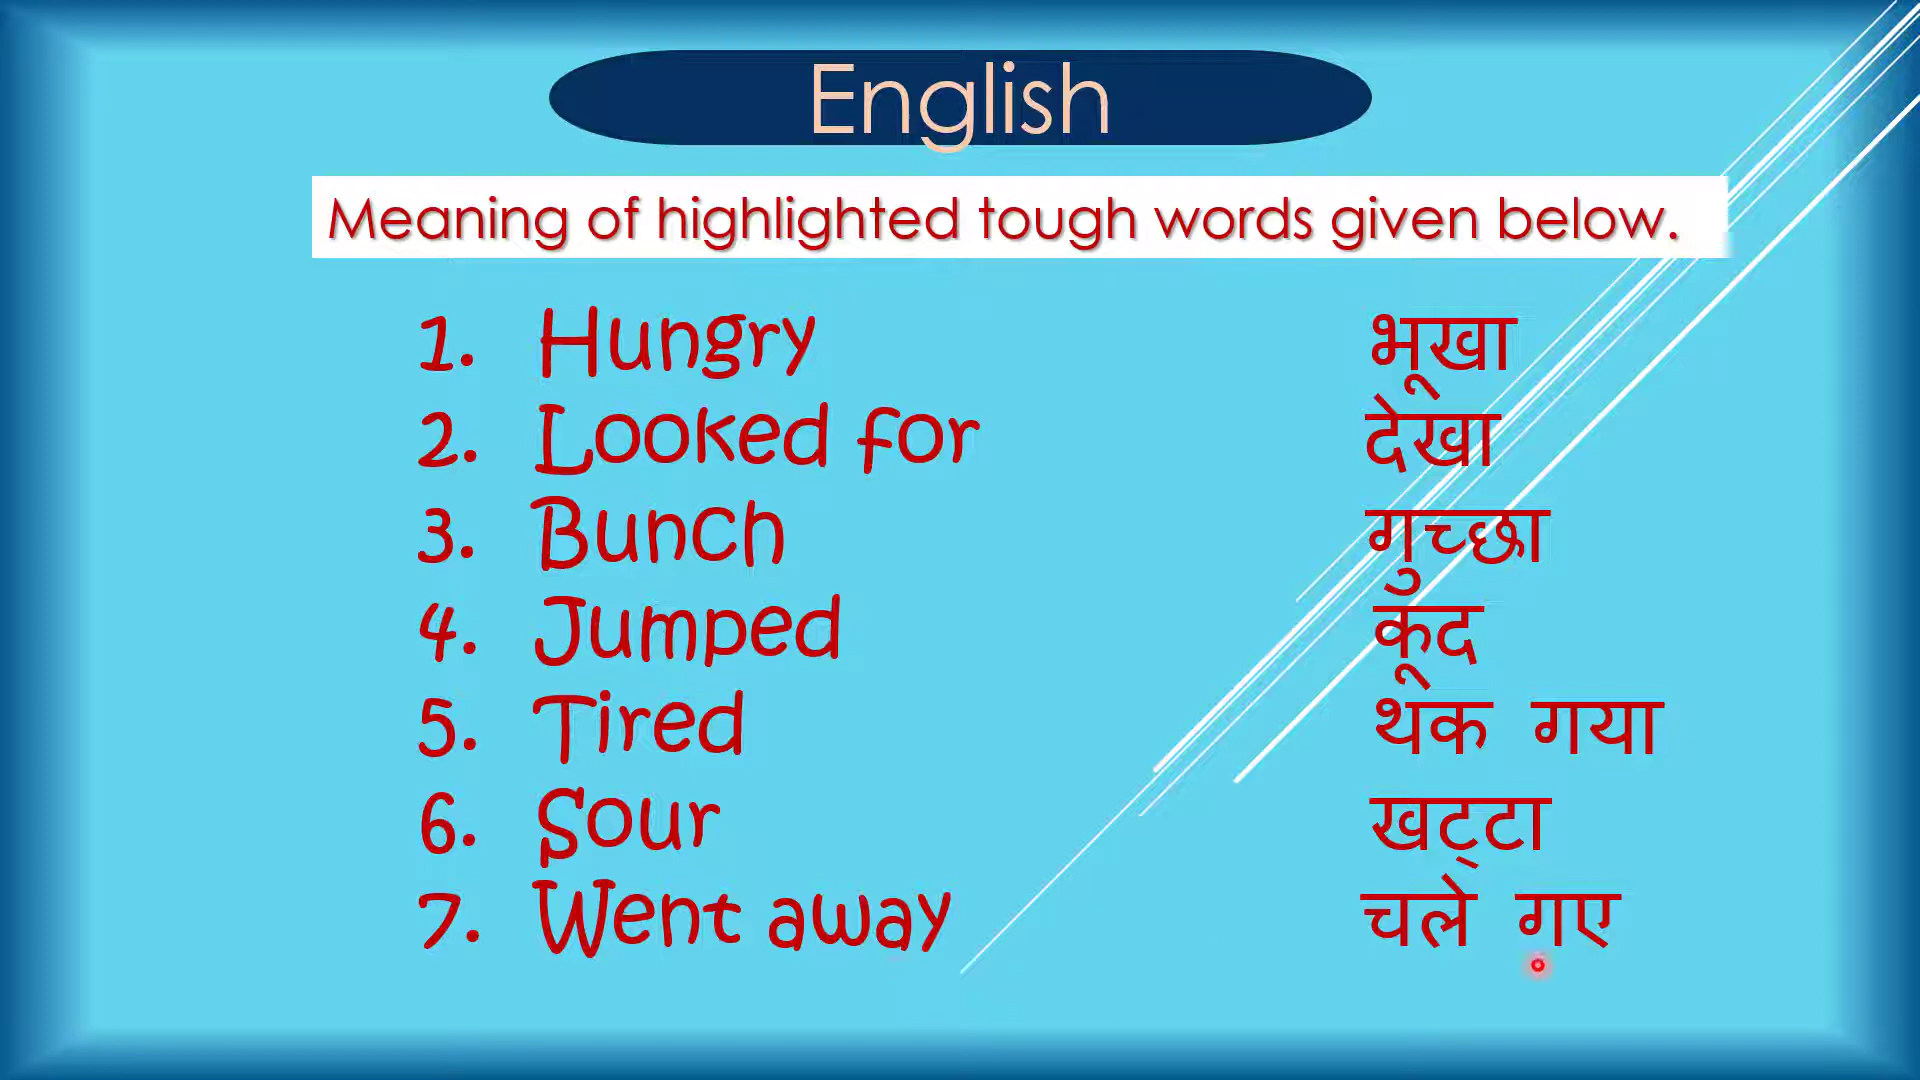 English
Meaning of highlighted tough words given below.
1. Hungry भूखा
2. Looked for देखा
3. Bunch गुच्छा
4. Jumped कूद
5. Tired थक गया
6. Sour खट्टा
7. Went away चले गए